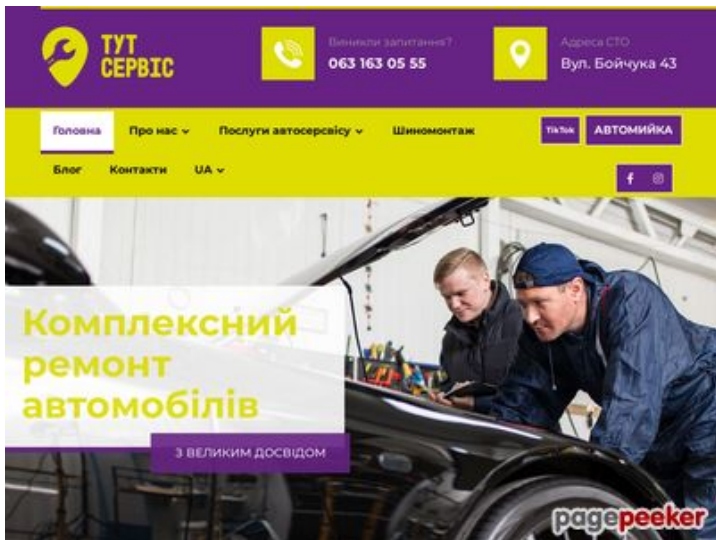 ТУТ
СЕРВІС
Виникли запитання?
063 163 05 55
Адреса СТО
Вул. Бойчука 43
Головна
Про нас
Послуги автосерсвісу
Шиномонтаж
TikTok
АВТОМИЙКА
Блог
Контакти
UA
Комплексний
ремонт
автомобілів
З ВЕЛИКИМ ДОСВІДОМ
pagepeeker